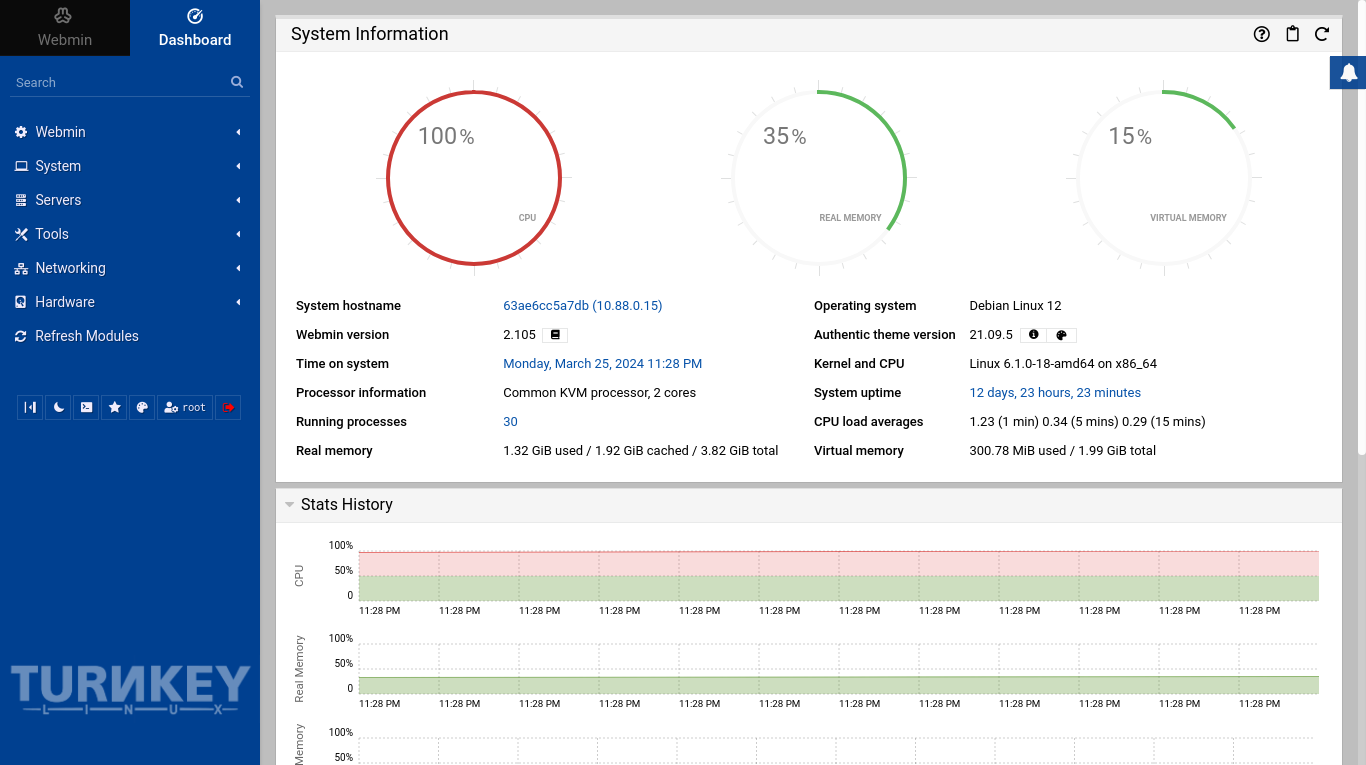 Webmin
Dashboard
Search
Webmin
System
Servers
Tools
Networking
Hardware
Refresh Modules
root
TURNKEY
LINUX
System Information
100%
CPU
35%
REAL MEMORY
15%
VIRTUAL MEMORY
System hostname 63ae6cc5a7db (10.88.0.15) Operating system Debian Linux 12
Webmin version 2.105 Authentic theme version 21.09.5
Time on system Monday, March 25, 2024 11:28 PM Kernel and CPU Linux 6.1.0-18-amd64 on x86_64
Processor information Common KVM processor, 2 cores System uptime 12 days, 23 hours, 23 minutes
Running processes 30 CPU load averages 1.23 (1 min) 0.34 (5 mins) 0.29 (15 mins)
Real memory 1.32 GiB used / 1.92 GiB cached / 3.82 GiB total Virtual memory 300.78 MiB used / 1.99 GiB total
Stats History
CPU
100%
50%
0
11:28 PM 11:28 PM 11:28 PM 11:28 PM 11:28 PM 11:28 PM 11:28 PM 11:28 PM 11:28 PM 11:28 PM 11:28 PM 11:28 PM
Real Memory
100%
50%
0
11:28 PM 11:28 PM 11:28 PM 11:28 PM 11:28 PM 11:28 PM 11:28 PM 11:28 PM 11:28 PM 11:28 PM 11:28 PM 11:28 PM
Memory
100%
50%